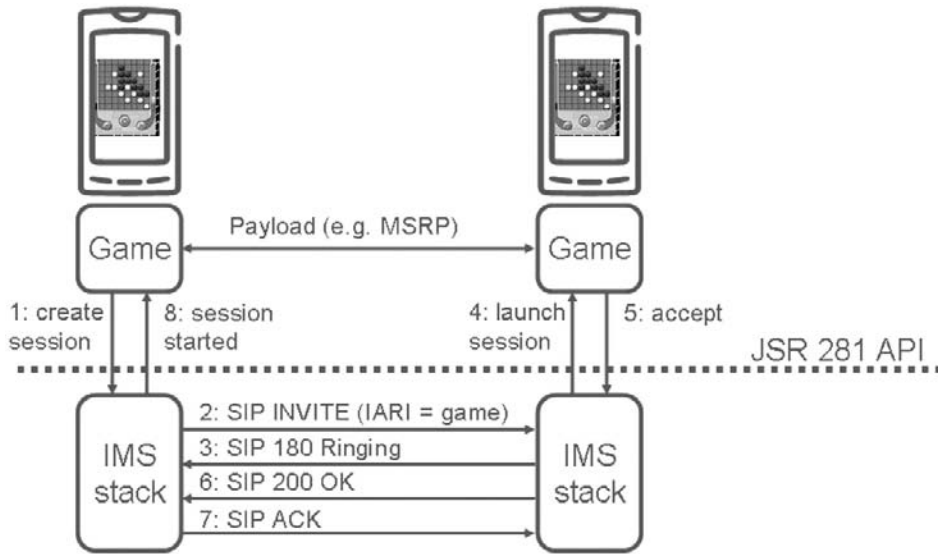 Game
Payload (e.g. MSRP)
Game
1: create
session
8: session
started
4: launch
session
5: accept
JSR 281 API
IMS
stack
2: SIP INVITE (IARI = game)
3: SIP 180 Ringing
6: SIP 200 OK
7: SIP ACK
IMS
stack